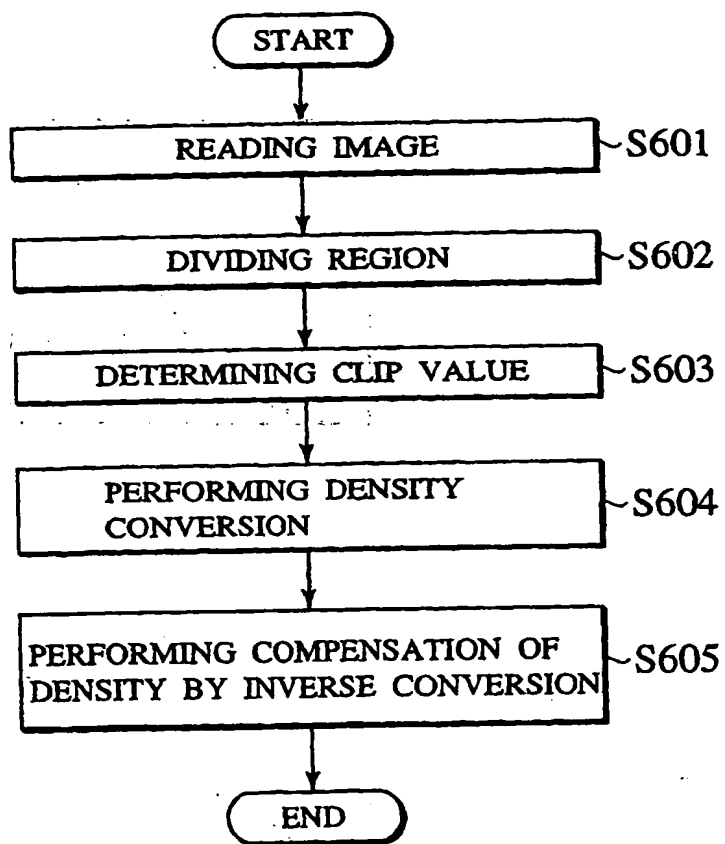 START
READING IMAGE
S601
DIVIDING REGION
S602
DETERMINING CLIP VALUE
S603
PERFORMING DENSITY
CONVERSION
S604
PERFORMING COMPENSATION OF
DENSITY BY INVERSE CONVERSION
S605
END